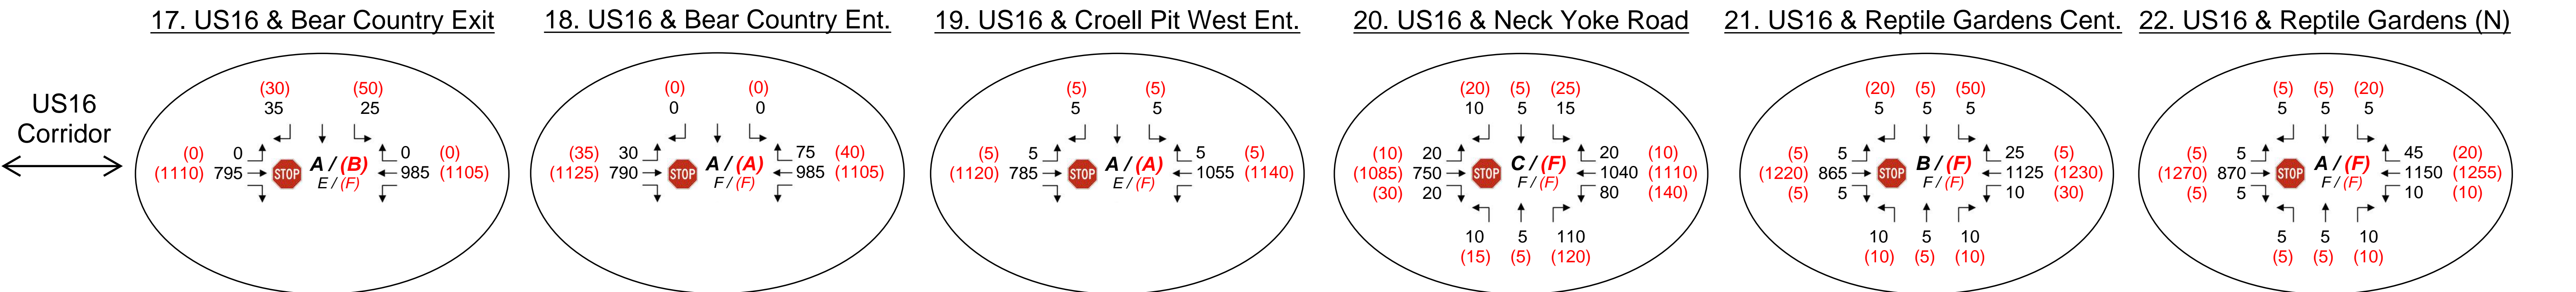 17. US16 & Bear Country Exit
18. US16 & Bear Country Ent.
19. US16 & Croell Pit West Ent.
20. US16 & Neck Yoke Road
21. US16 & Reptile Gardens Cent.
22. US16 & Reptile Gardens (N)
US16
Corridor
(30) (50)
35 25
(0) 0 0 (0)
(1110) 795 STOP A / (B) 985 (1105)
E / (F)
(0) (0)
0 0
(35) 30 75 (40)
(1125) 790 STOP A / (A) 985 (1105)
F / (F)
(5) (5)
5 5
(5) 5 5 (5)
(1120) 785 STOP A / (A) 1055 (1140)
E / (F)
(20) (5) (25)
10 5 15
(10) 20 20 (10)
(1085) 750 STOP C / (F) 1040 (1110)
F / (F)
(30) 20 80 (140)
10 5 110
(15) (5) (120)
(20) (5) (50)
5 5 5
(5) 5 25 (5)
(1220) 865 STOP B / (F) 1125 (1230)
F / (F)
(5) 5 10 (30)
10 5 10
(10) (5) (10)
(5) (5) (20)
5 5 5
(5) 5 45 (20)
(1270) 870 STOP A / (F) 1150 (1255)
F / (F)
(5) 5 10 (10)
5 5 10
(5) (5) (10)